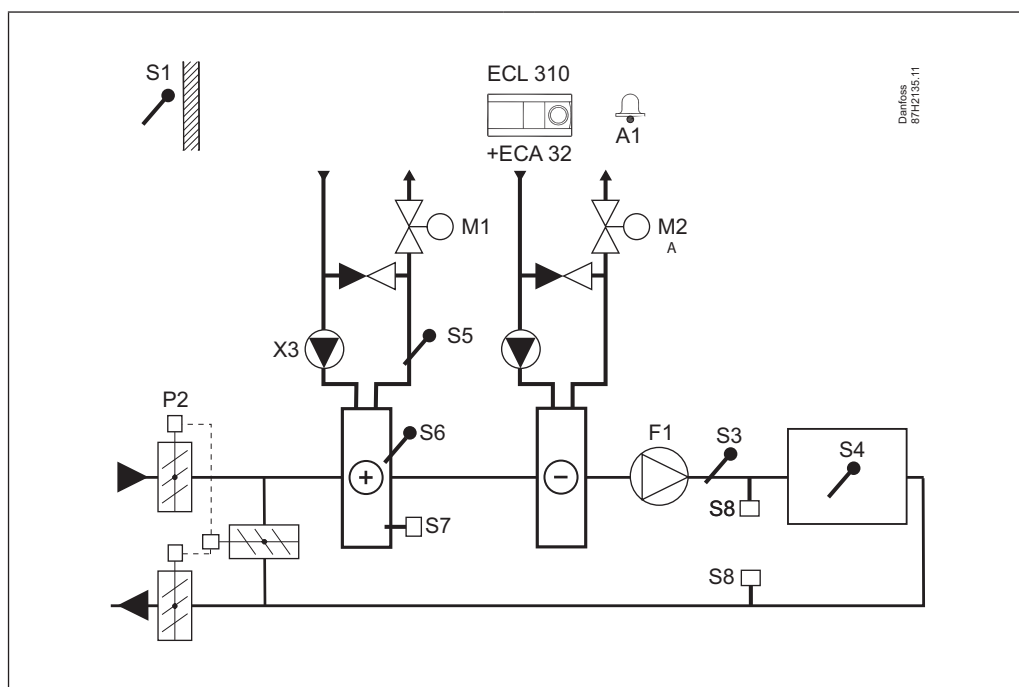 S1
ECL 310
+ECA 32
A1
Danfoss
87H2135.11
M1
M2
A
X3
S5
P2
S6
F1
S3
S4
S7
S8
S8
+
−